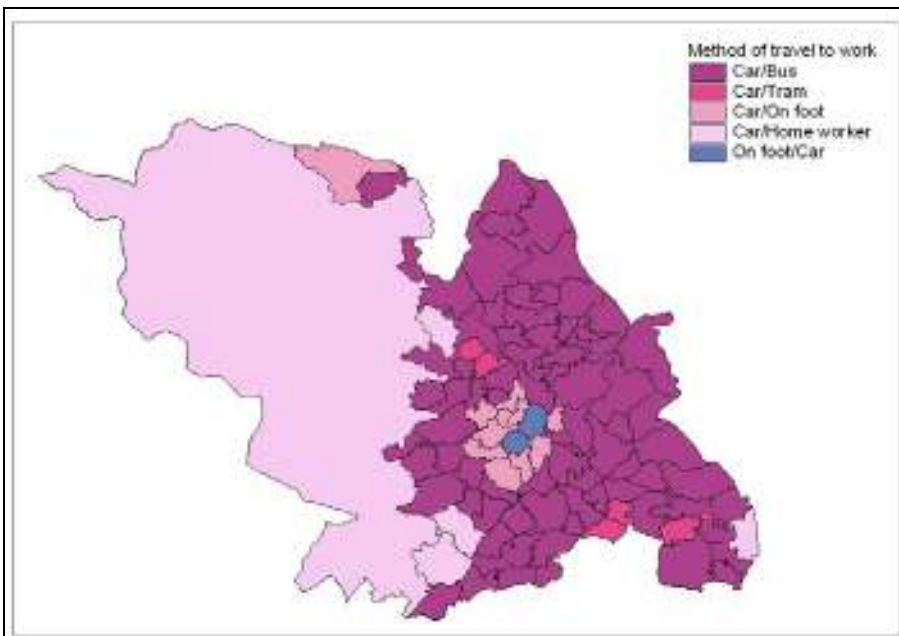 Method of travel to work
Car/Bus
Car/Tram
Car/On foot
Car/Home worker
On foot/Car